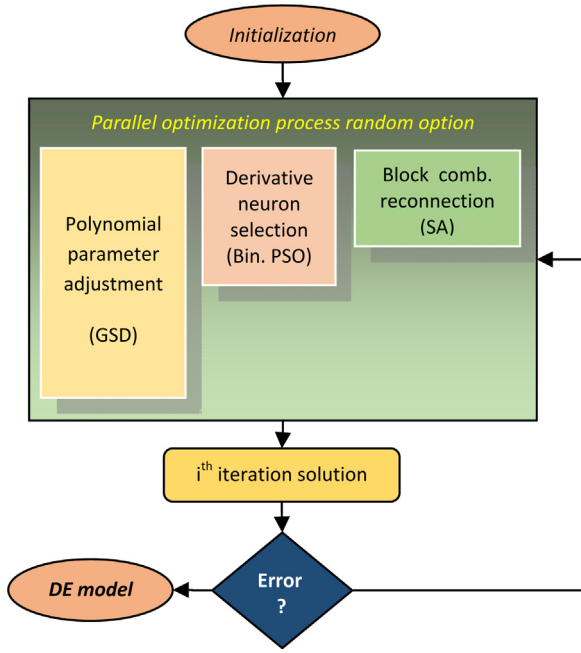 Initialization
Parallel optimization process random option
Polynomial
parameter
adjustment
(GSD)
Derivative
neuron
selection
(Bin. PSO)
Block comb.
reconnection
(SA)
i^th iteration solution
Error
?
DE model